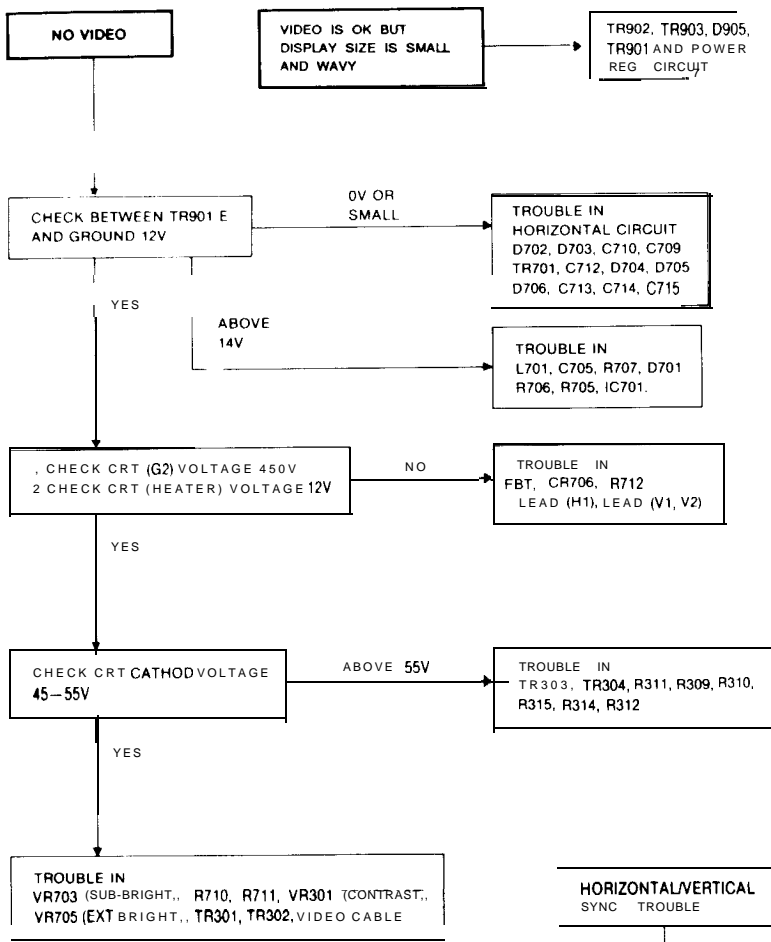 NO VIDEO
VIDEO IS OK BUT
DISPLAY SIZE IS SMALL
AND WAVY
TR902, TR903, D905,
TR901 AND POWER
REG CIRCUIT
CHECK BETWEEN TR901 E
AND GROUND 12V
0V OR
SMALL
TROUBLE IN
HORIZONTAL CIRCUIT
D702, D703, C710, C709
TR701, C712, D704, D705
D706, C713, C714, C715
YES
ABOVE
14V
TROUBLE IN
L701, C705, R707, D701
R706, R705, IC701.
, CHECK CRT (G2) VOLTAGE 450V
2 CHECK CRT (HEATER) VOLTAGE 12V
NO
TROUBLE IN
FBT, CR706, R712
LEAD (H1), LEAD (V1, V2)
YES
CHECK CRT CATHOD VOLTAGE
45-55V
ABOVE 55V
TROUBLE IN
TR303, TR304, R311, R309, R310,
R315, R314, R312
YES
TROUBLE IN
VR703 (SUB-BRIGHT,, R710, R711, VR301 (CONTRAST,,
VR705 (EXT BRIGHT,, TR301, TR302, VIDEO CABLE
HORIZONTAL/VERTICAL
SYNC TROUBLE